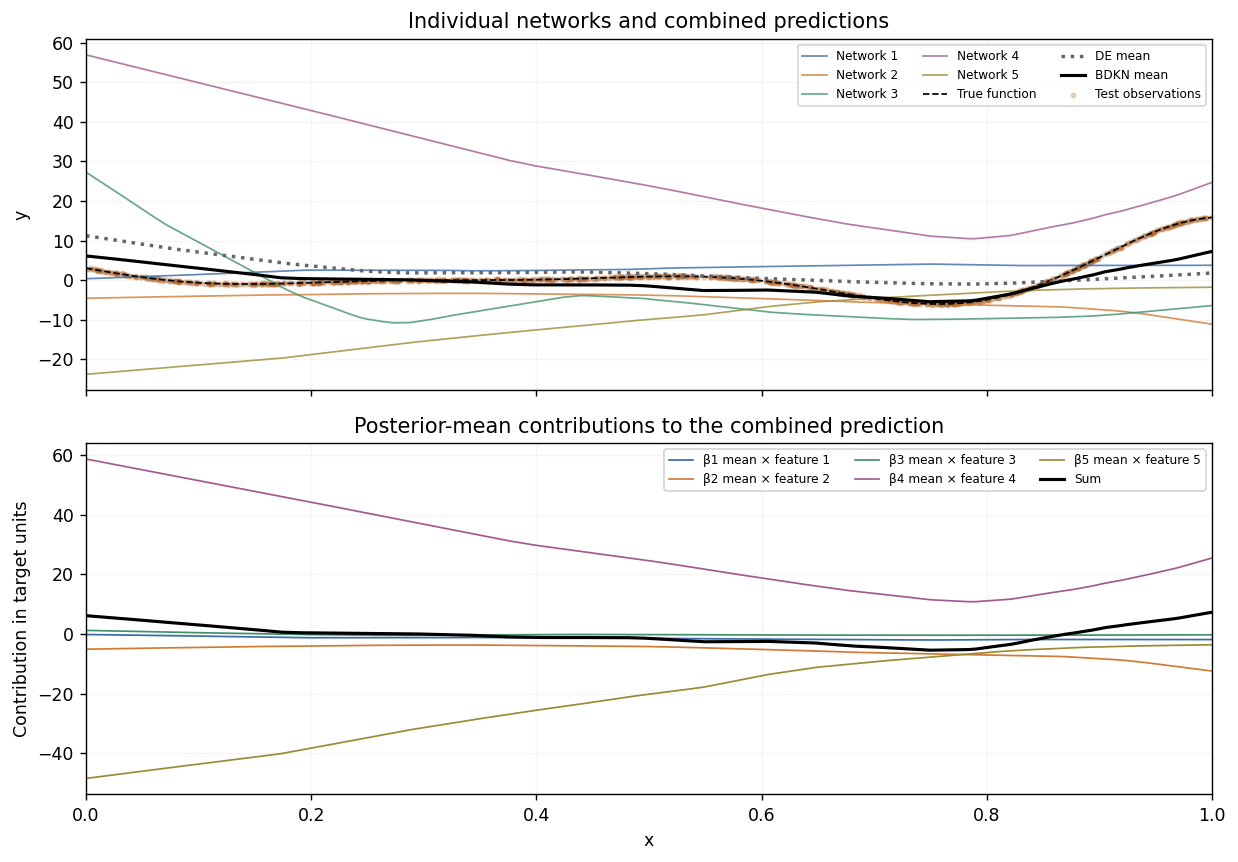 Individual networks and combined predictions
60
50
40
30
20
10
0
−10
−20
y
Network 1
Network 2
Network 3
Network 4
Network 5
True function
DE mean
BDKN mean
Test observations
Posterior-mean contributions to the combined prediction
60
40
20
0
−20
−40
Contribution in target units
β1 mean × feature 1
β2 mean × feature 2
β3 mean × feature 3
β4 mean × feature 4
β5 mean × feature 5
Sum
0.0 0.2 0.4 0.6 0.8 1.0
x